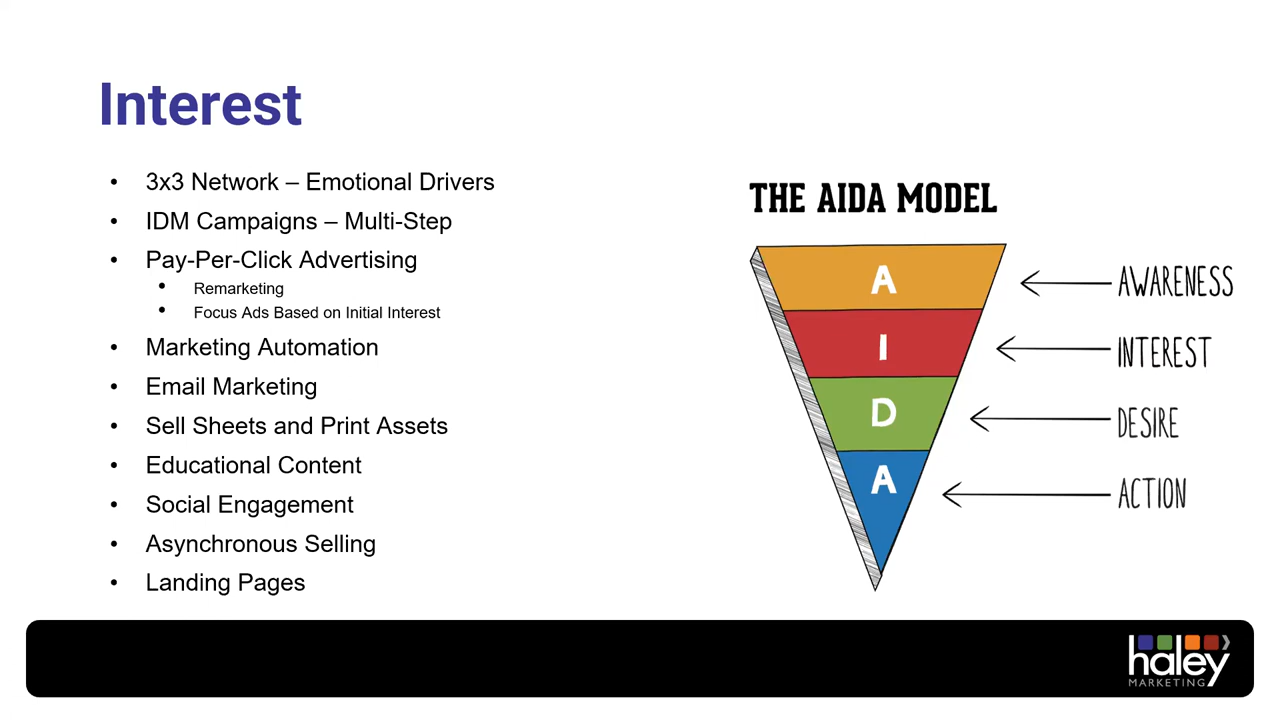 Interest
• 3x3 Network – Emotional Drivers
• IDM Campaigns – Multi-Step
• Pay-Per-Click Advertising
• Remarketing
• Focus Ads Based on Initial Interest
• Marketing Automation
• Email Marketing
• Sell Sheets and Print Assets
• Educational Content
• Social Engagement
• Asynchronous Selling
• Landing Pages
THE AIDA MODEL
A
AWARENESS
I
INTEREST
D
DESIRE
A
ACTION
haley
MARKETING